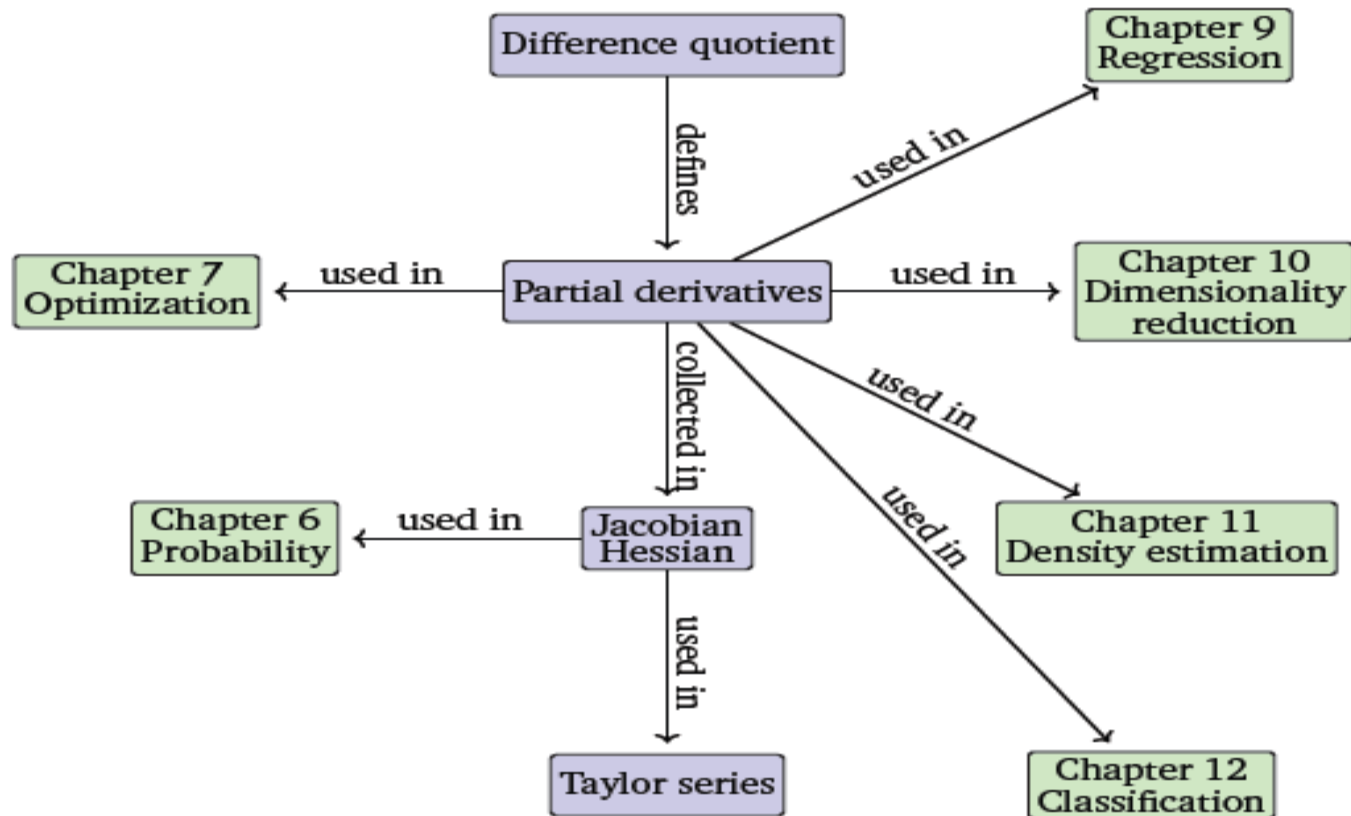 Difference quotient
Chapter 9
Regression
defines
used in
Chapter 7
Optimization
used in
Partial derivatives
used in
Chapter 10
Dimensionality
reduction
collected in
used in
used in
Chapter 6
Probability
used in
Jacobian
Hessian
Chapter 11
Density estimation
used in
Taylor series
Chapter 12
Classification